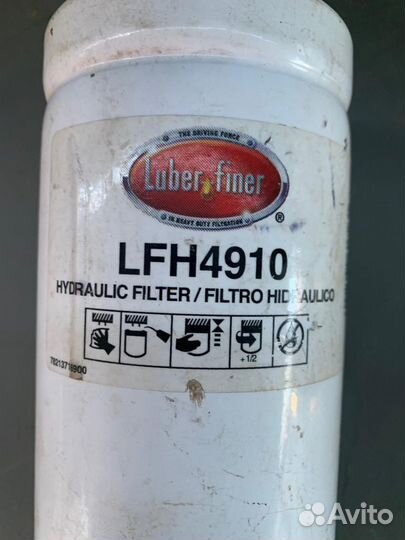 THE DRIVING FORCE
Luber finer
IN HEAVY DUTY FILTRATION
®
LFH4910
HYDRAULIC FILTER / FILTRO HIDRAULICO
+ 1/2
Avito